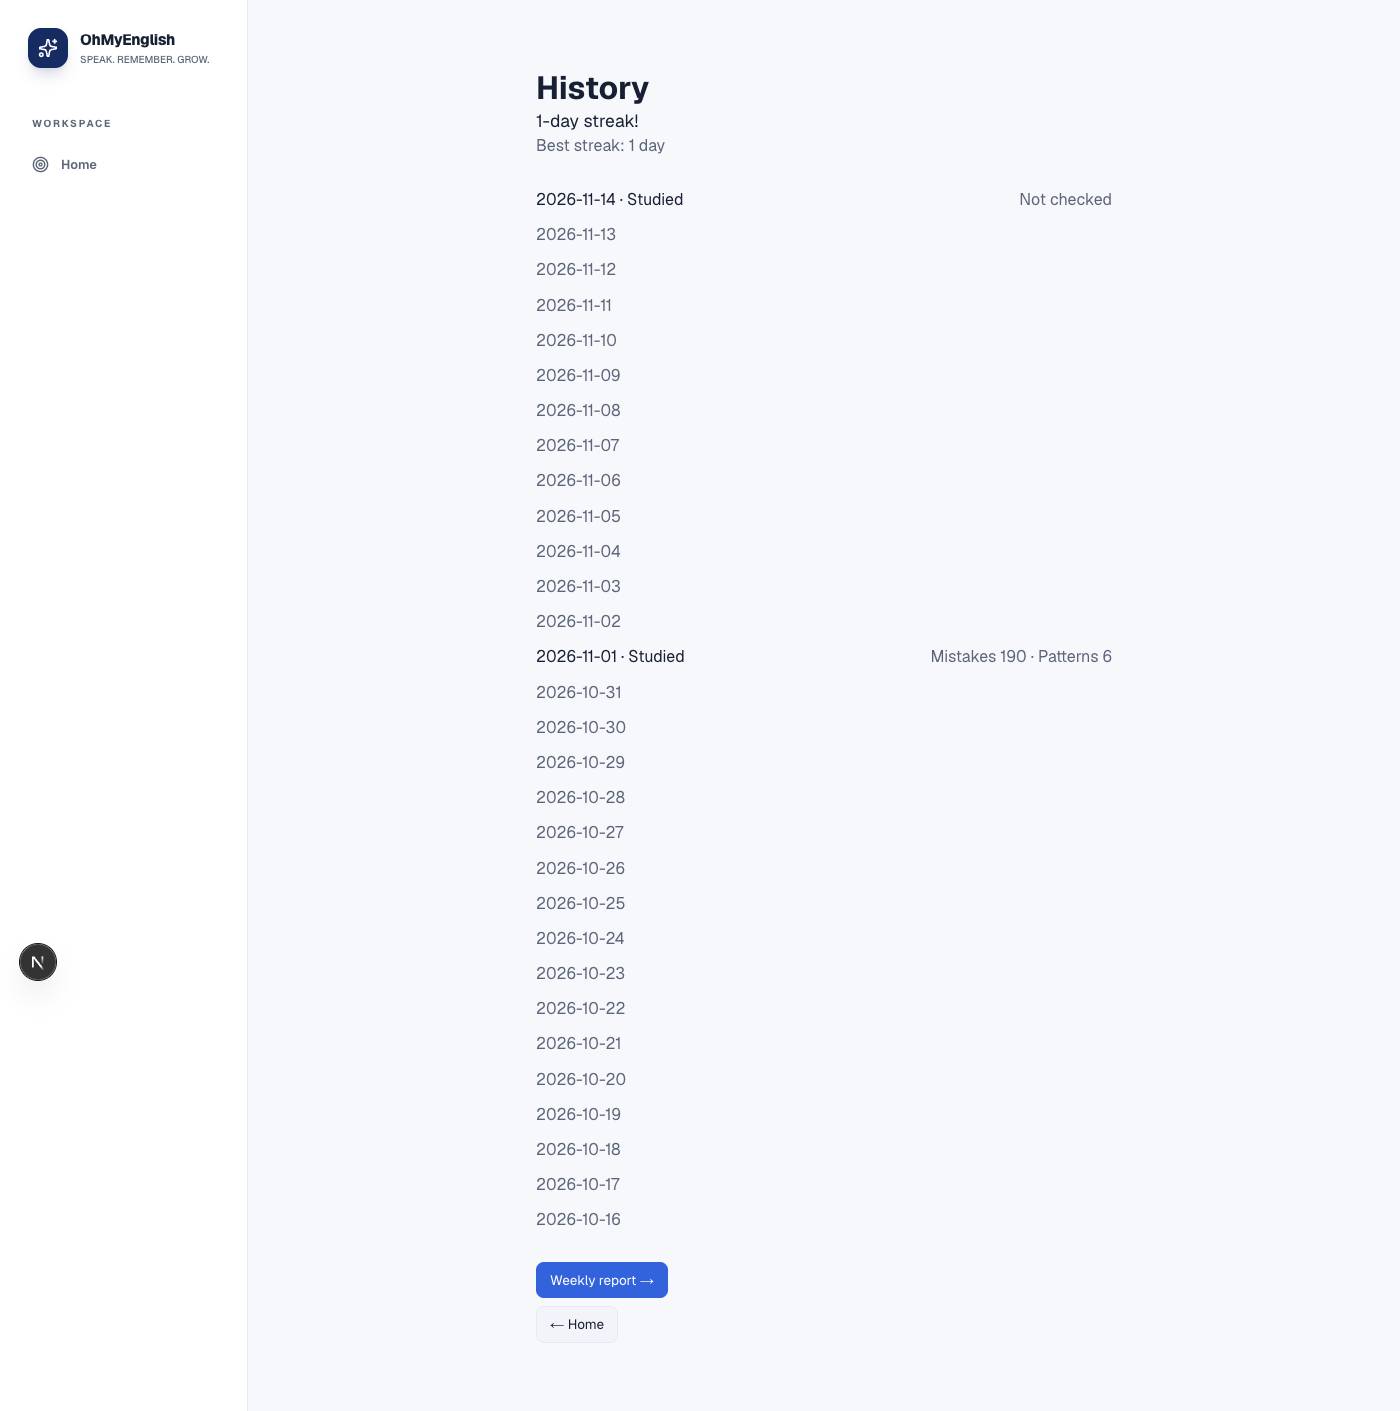 OhMyEnglish
SPEAK. REMEMBER. GROW.
WORKSPACE
Home
History
1-day streak!
Best streak: 1 day
2026-11-14 · Studied Not checked
2026-11-13
2026-11-12
2026-11-11
2026-11-10
2026-11-09
2026-11-08
2026-11-07
2026-11-06
2026-11-05
2026-11-04
2026-11-03
2026-11-02
2026-11-01 · Studied Mistakes 190 · Patterns 6
2026-10-31
2026-10-30
2026-10-29
2026-10-28
2026-10-27
2026-10-26
2026-10-25
2026-10-24
2026-10-23
2026-10-22
2026-10-21
2026-10-20
2026-10-19
2026-10-18
2026-10-17
2026-10-16
Weekly report →
← Home
N